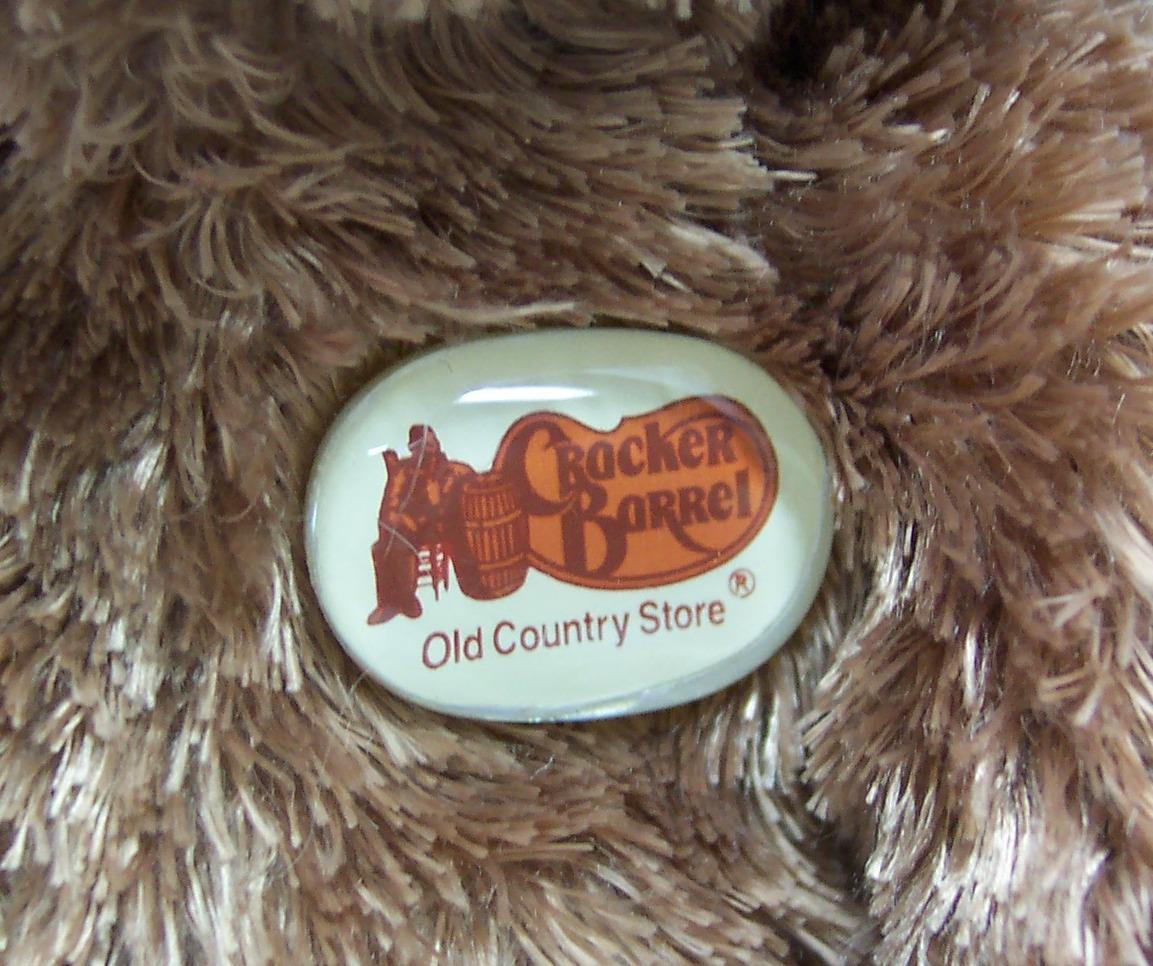 Cracker
Barrel
Old Country Store ®